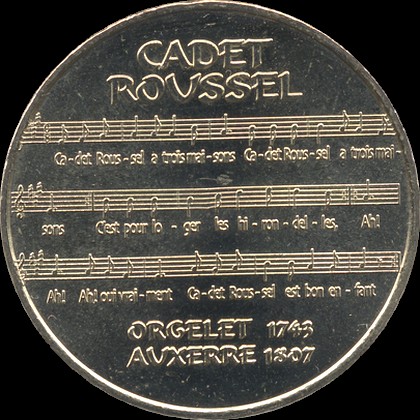 CADET
ROUSSEL
Ca-det Rous-sel a trois mai-sons Ca-det Rous-sel a trois mai-
sons C'est pour lo-ger les hi-ron-del-les, Ah!
Ah! Ah! oui vrai-ment Ca-det Rous-sel est bon en-fant
ORGELET 1743
AUXERRE 1807